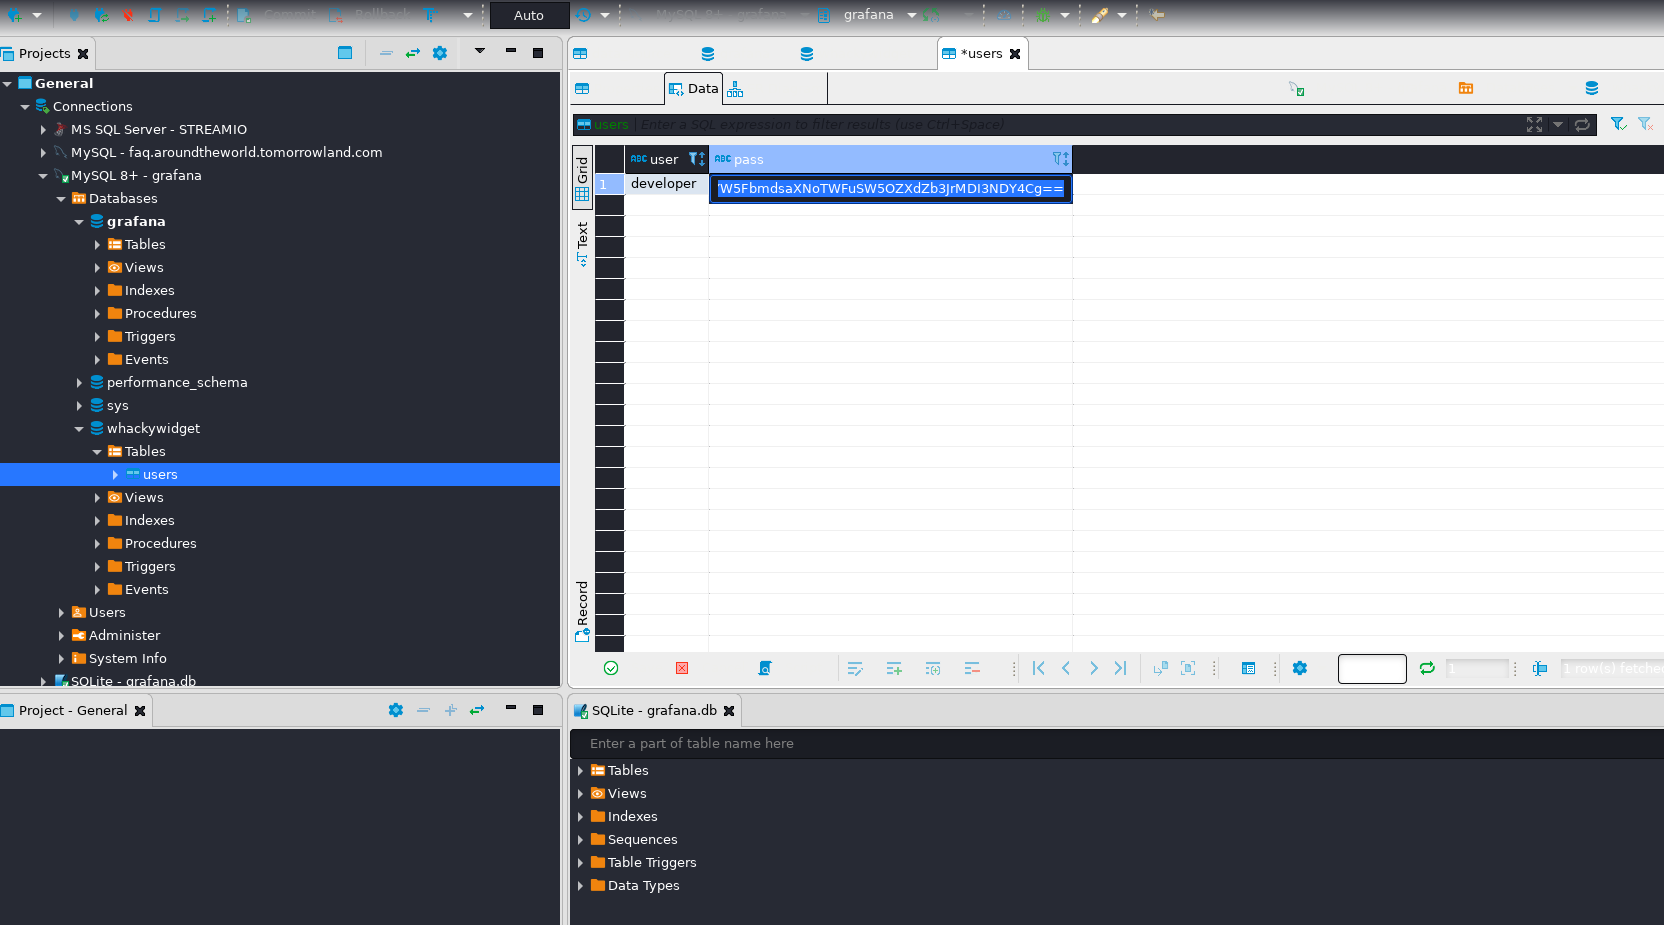 Commit
Rollback
Auto
MySQL 8+ - grafana
grafana
Projects
*users
General
Connections
MS SQL Server - STREAMIO
MySQL - faq.aroundtheworld.tomorrowland.com
MySQL 8+ - grafana
Databases
grafana
Tables
Views
Indexes
Procedures
Triggers
Events
performance_schema
sys
whackywidget
Tables
users
Views
Indexes
Procedures
Triggers
Events
Users
Administer
System Info
SQLite - grafana.db
Data
users Enter a SQL expression to filter results (use Ctrl+Space)
Grid
Text
Record
ABC user ABC pass
1 developer W5FbmdsaXNoTWFuSW5OZXdZb3JrMDI3NDY4Cg==
1
1 row(s) fetched
Project - General
SQLite - grafana.db
Enter a part of table name here
Tables
Views
Indexes
Sequences
Table Triggers
Data Types